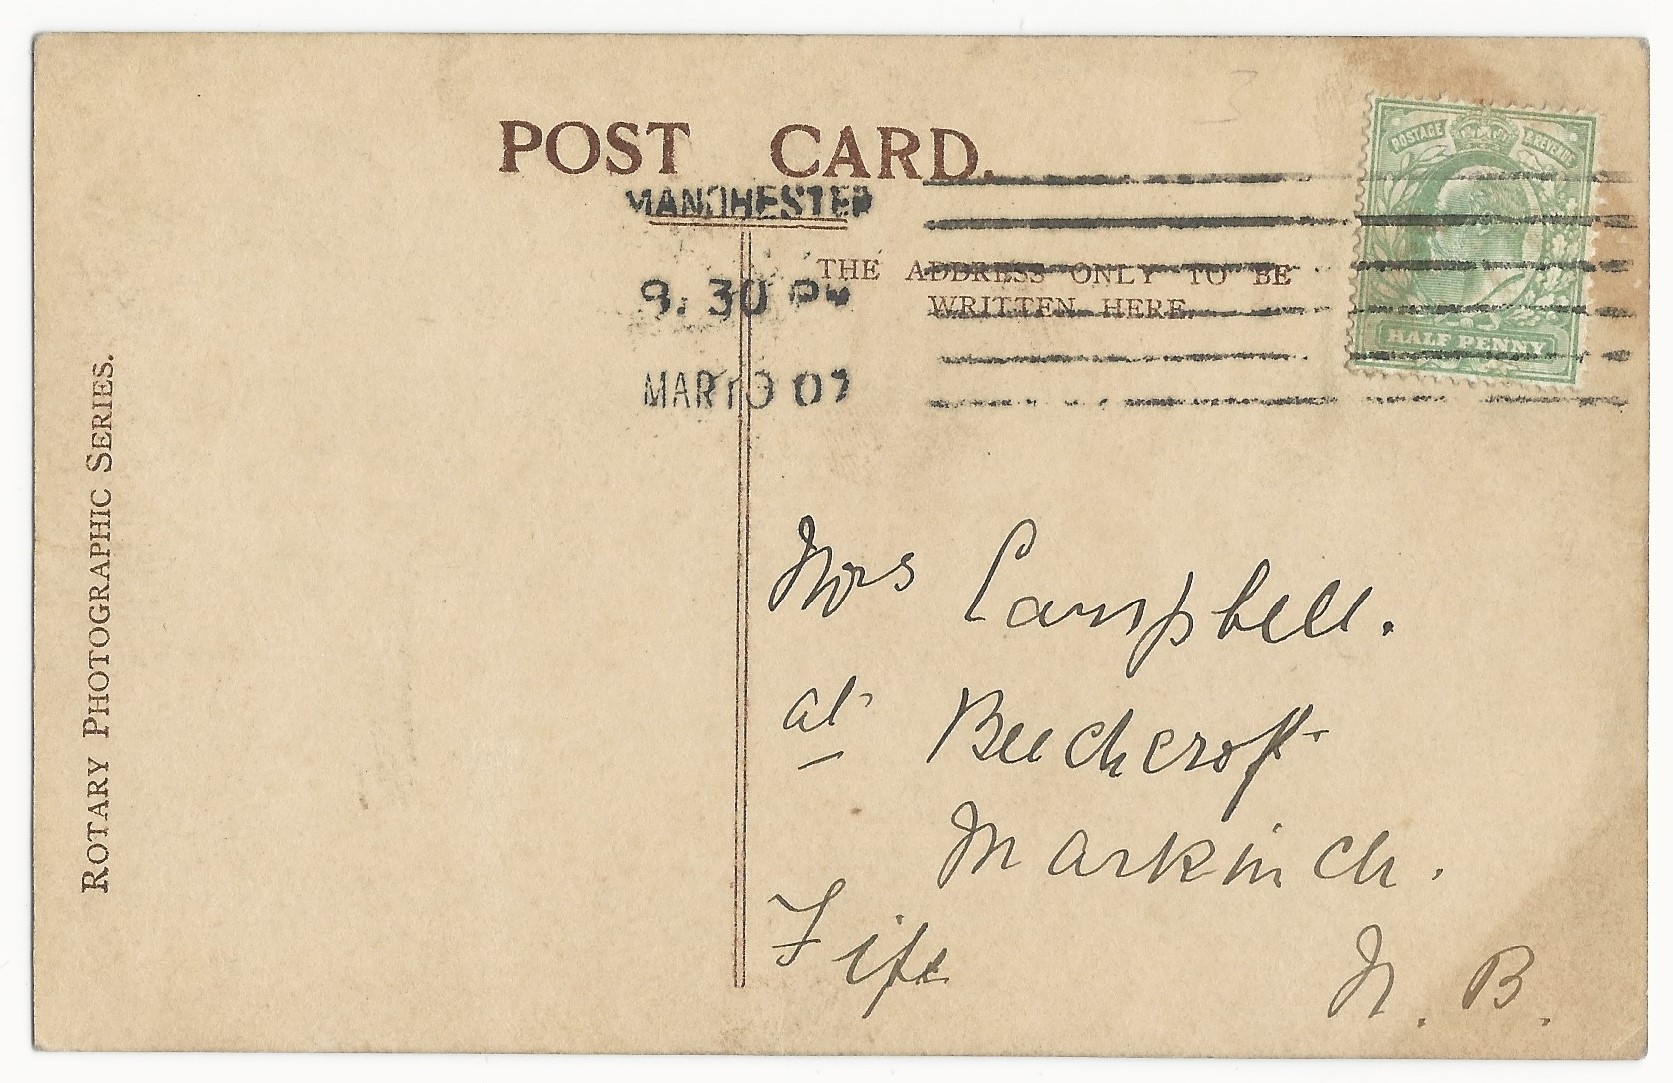 POST CARD.
MANCHESTER
9.30 PM
MAR 10 07
THE ADDRESS ONLY TO BE
WRITTEN HERE.
POSTAGE & REVENUE
HALF PENNY
ROTARY PHOTOGRAPHIC SERIES.
Mrs Campbell.
at Beechcroft
Markinch.
Fife N.B.